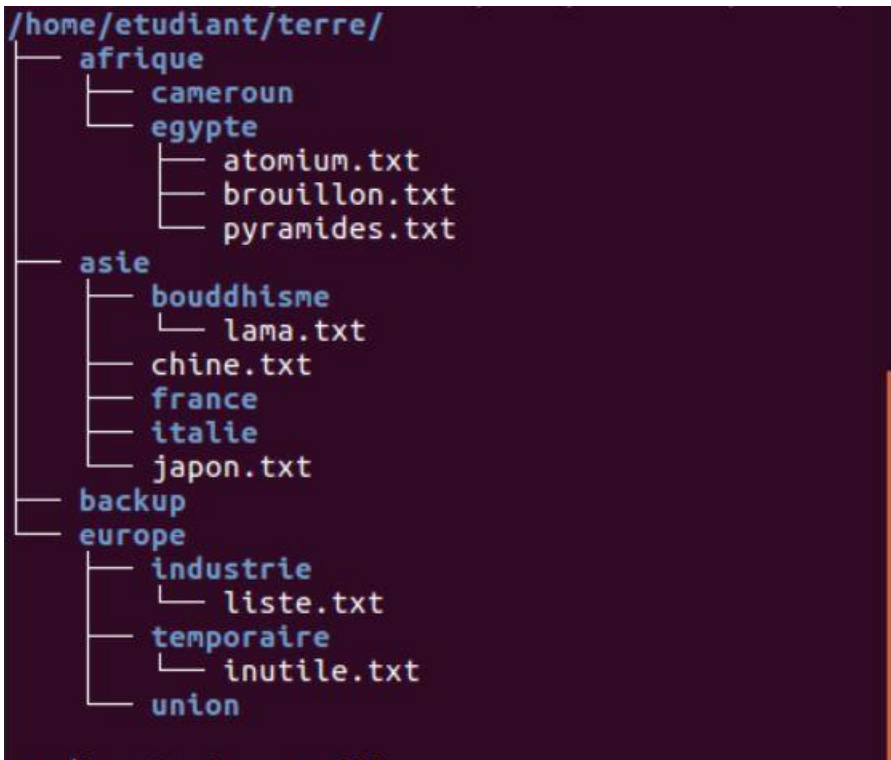 /home/etudiant/terre/
├── afrique
│   ├── cameroun
│   └── egypte
│       ├── atomium.txt
│       ├── brouillon.txt
│       └── pyramides.txt
├── asie
│   ├── bouddhisme
│   │   └── lama.txt
│   ├── chine.txt
│   ├── france
│   ├── italie
│   └── japon.txt
├── backup
└── europe
    ├── industrie
    │   └── liste.txt
    ├── temporaire
    │   └── inutile.txt
    └── union